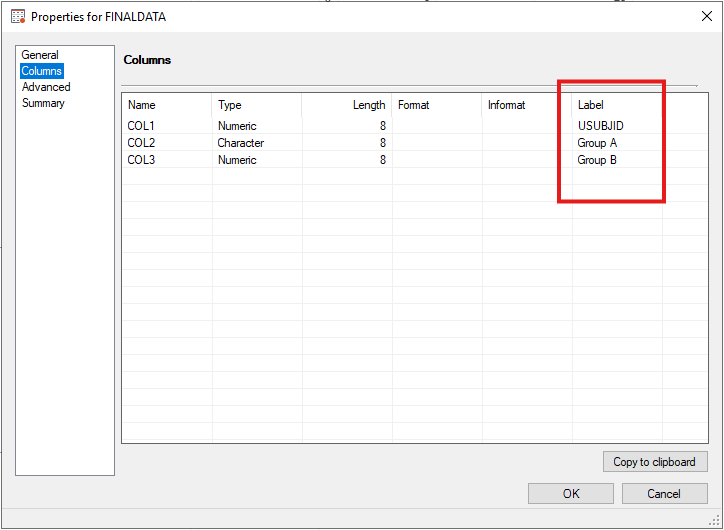 Properties for FINALDATA
General
Columns
Advanced
Summary
Columns
Name Type Length Format Informat Label
COL1 Numeric 8 USUBJID
COL2 Character 8 Group A
COL3 Numeric 8 Group B
Copy to clipboard
OK Cancel